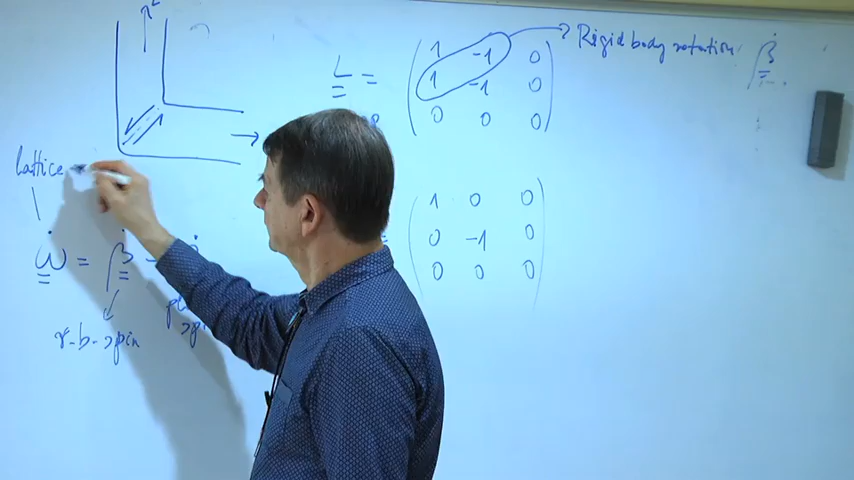 L = ( 1 -1 0
1 -1 0
0 0 0 )
→ Rigid body rotation β̇
lattice
ω̇ = β̇ -
r-b-spin
1 0 0
0 -1 0
0 0 0